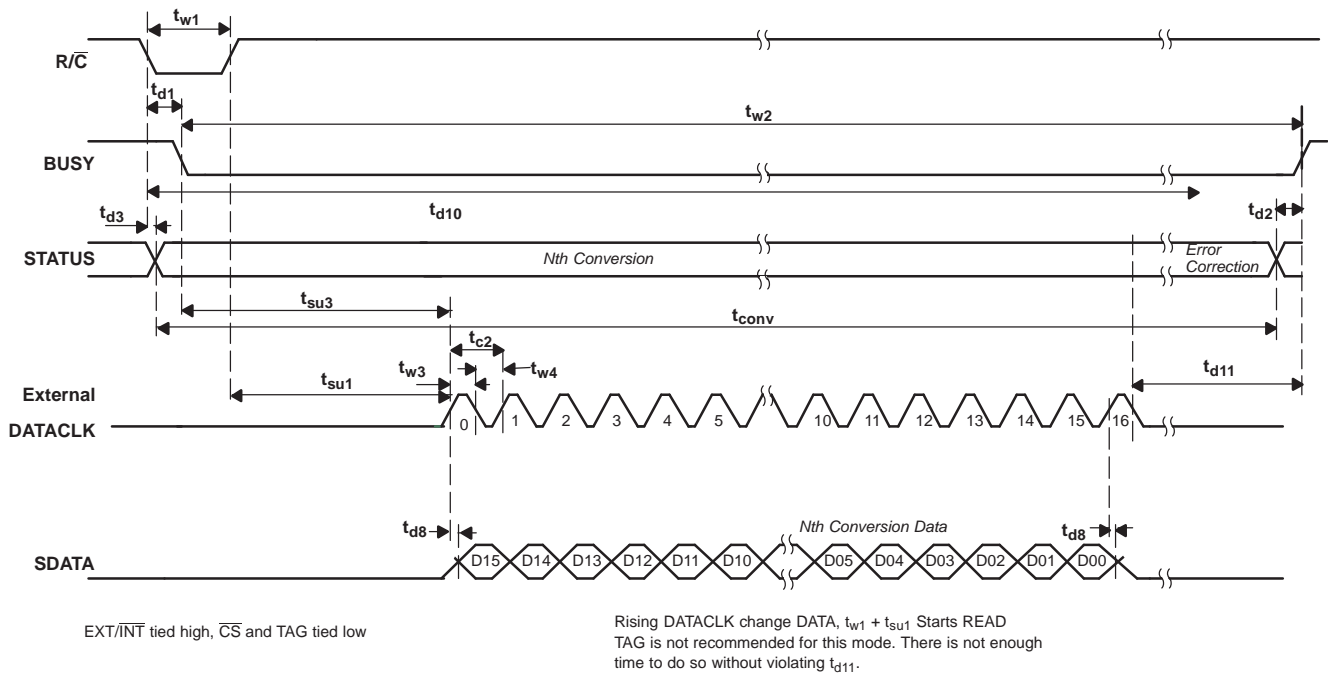 tw1
R/C̅
td1
tw2
BUSY
td3
td10
td2
STATUS
Nth Conversion
Error
Correction
tsu3
tconv
tc2
tw3
tw4
tsu1
td11
External
DATACLK
0 1 2 3 4 5 10 11 12 13 14 15 16
Nth Conversion Data
td8
td8
SDATA
D15 D14 D13 D12 D11 D10 D05 D04 D03 D02 D01 D00
EXT/I̅N̅T̅ tied high, C̅S̅ and TAG tied low
Rising DATACLK change DATA, tw1 + tsu1 Starts READ
TAG is not recommended for this mode. There is not enough
time to do so without violating td11.